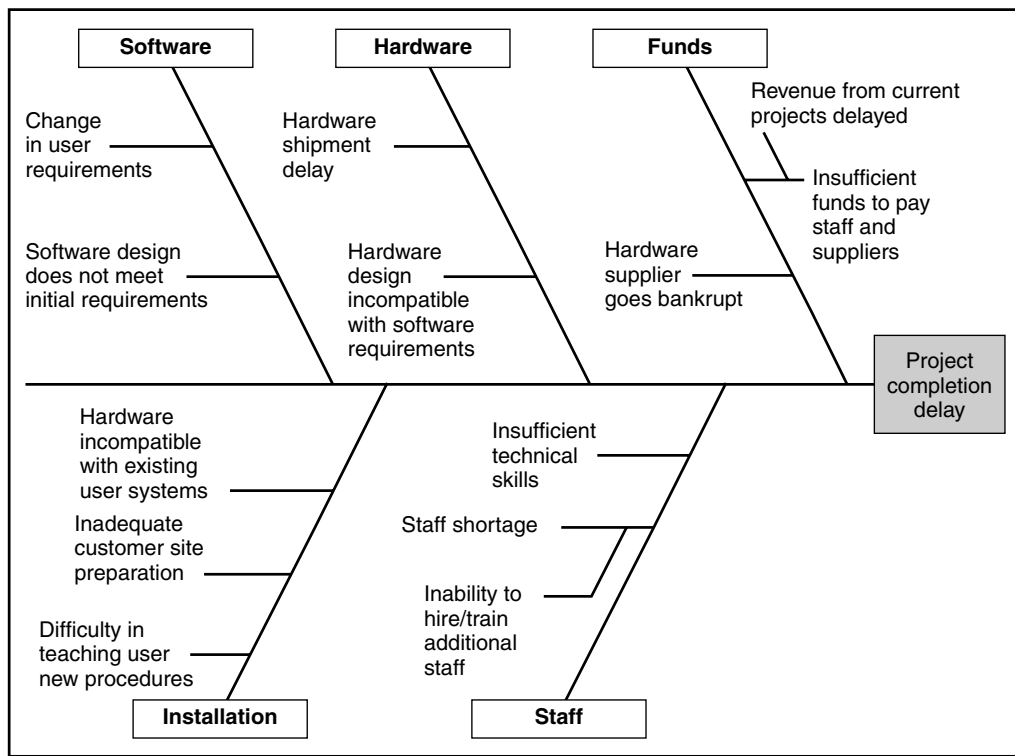 Software
Hardware
Funds
Change
in user
requirements
Software design
does not meet
initial requirements
Hardware
shipment
delay
Hardware
design
incompatible
with software
requirements
Revenue from current
projects delayed
Insufficient
funds to pay
staff and
suppliers
Hardware
supplier
goes bankrupt
Project
completion
delay
Hardware
incompatible
with existing
user systems
Inadequate
customer site
preparation
Difficulty in
teaching user
new procedures
Insufficient
technical
skills
Staff shortage
Inability to
hire/train
additional
staff
Installation
Staff